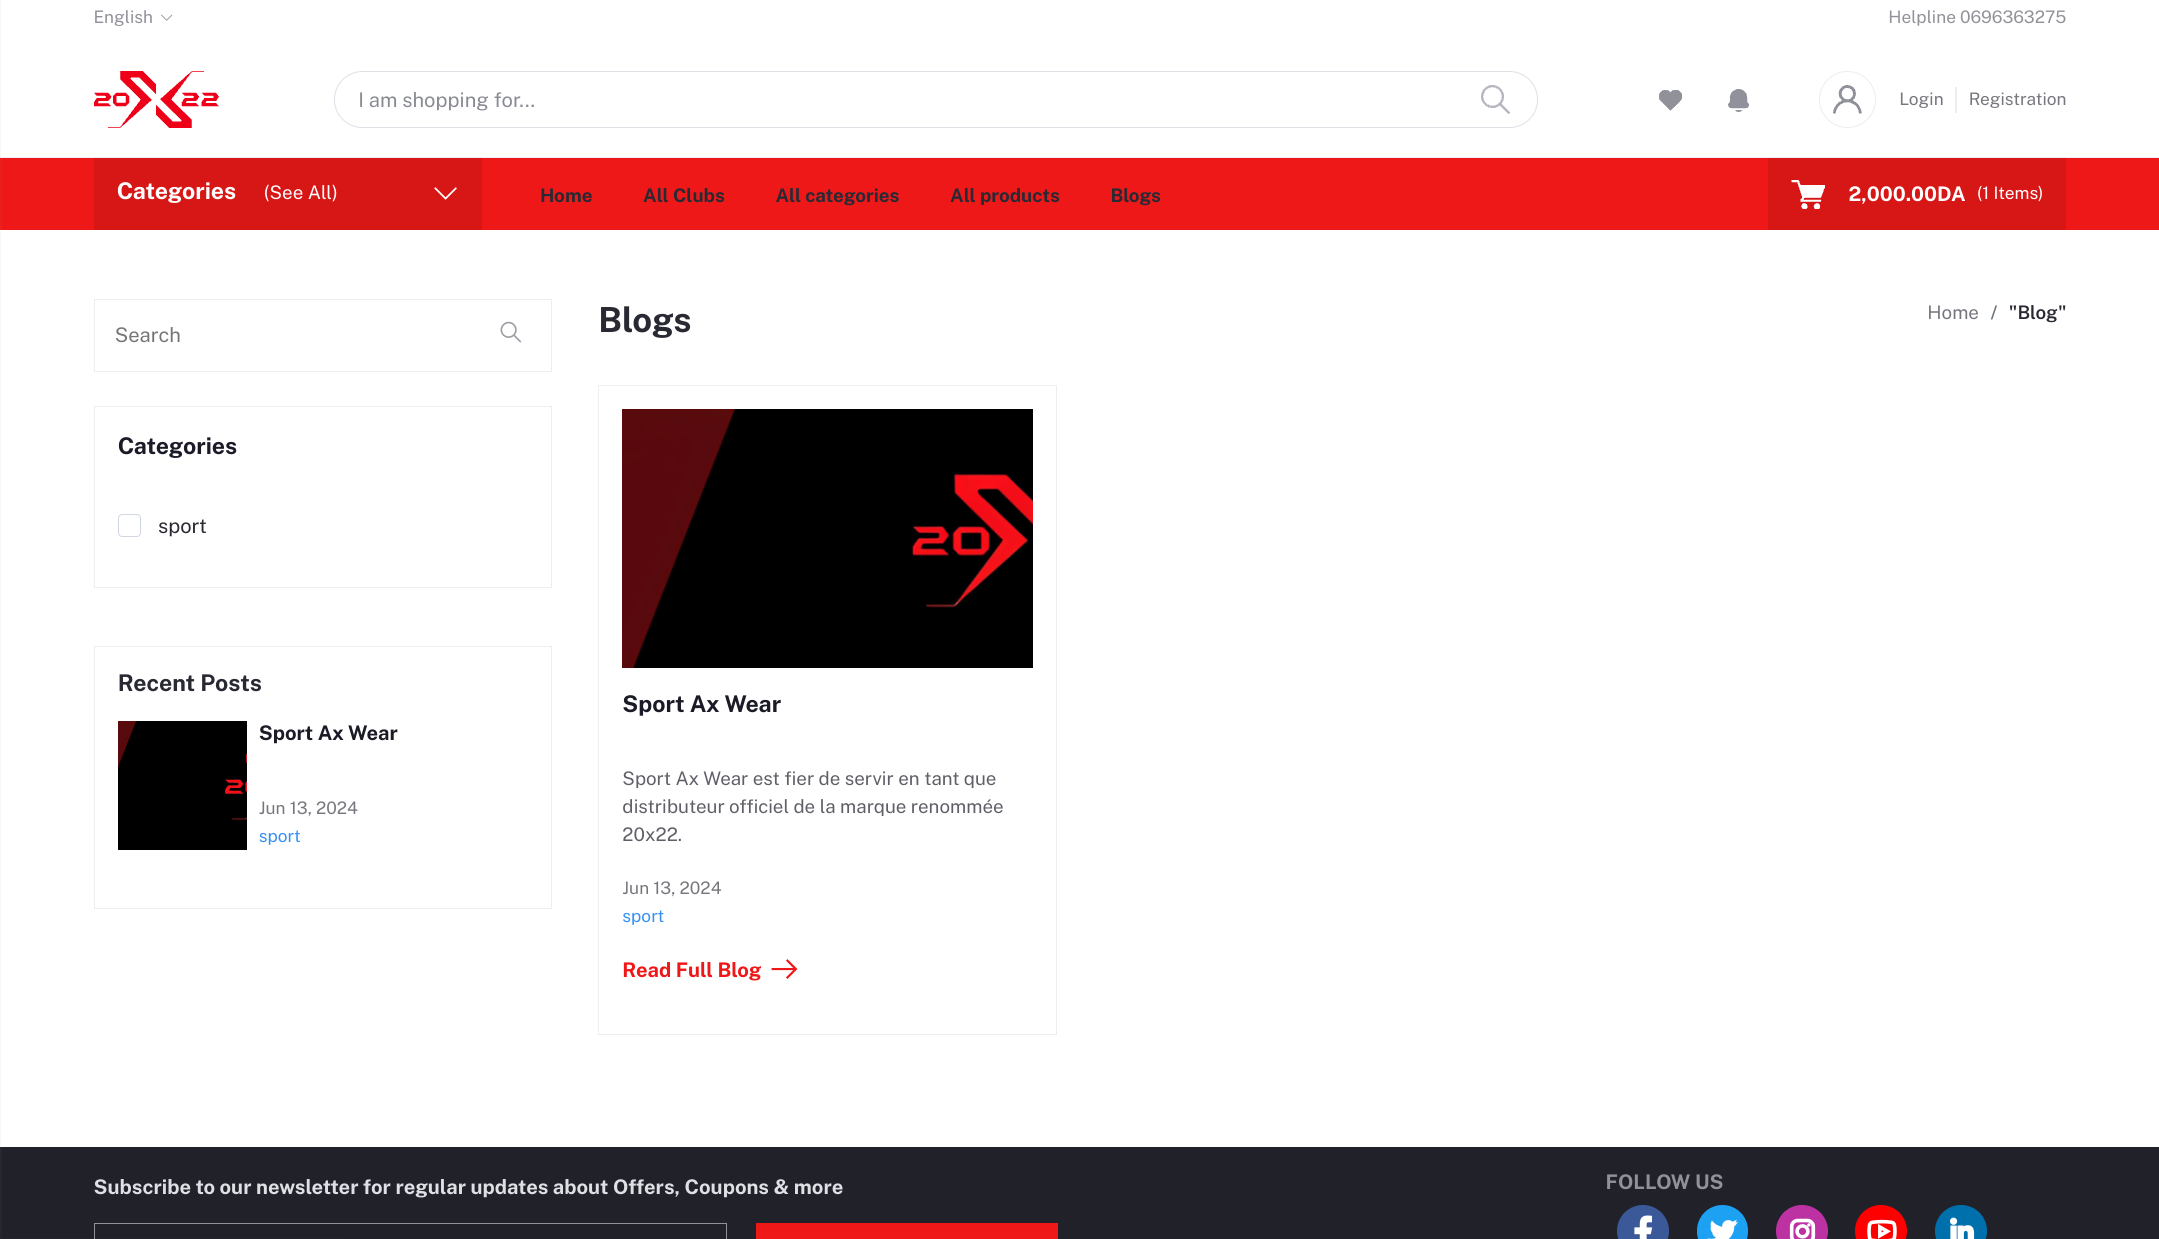 English
Helpline 0696363275
20X22
I am shopping for...
Login
Registration
Categories (See All)
Home
All Clubs
All categories
All products
Blogs
2,000.00DA (1 Items)
Search
Categories
sport
Recent Posts
Sport Ax Wear
Jun 13, 2024
sport
Blogs
Home / "Blog"
20
Sport Ax Wear
Sport Ax Wear est fier de servir en tant que
distributeur officiel de la marque renommée
20x22.
Jun 13, 2024
sport
Read Full Blog
Subscribe to our newsletter for regular updates about Offers, Coupons & more
FOLLOW US